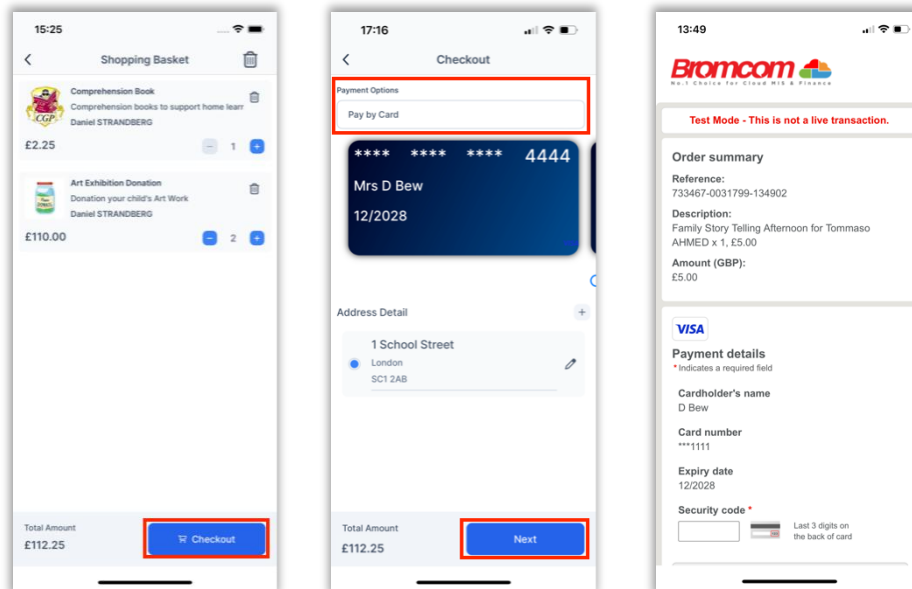 15:25
Shopping Basket
Comprehension Book
Comprehension books to support home learr
Daniel STRANDBERG
CGP
£2.25
1
Art Exhibition Donation
Donation your child's Art Work
Daniel STRANDBERG
£110.00
2
Total Amount
£112.25
Checkout
17:16
Checkout
Payment Options
Pay by Card
**** **** **** 4444
Mrs D Bew
12/2028
Address Detail
1 School Street
London
SC1 2AB
Total Amount
£112.25
Next
13:49
Bromcom
No.1 Choice for Cloud MIS & Finance
Test Mode - This is not a live transaction.
Order summary
Reference:
733467-0031799-134902
Description:
Family Story Telling Afternoon for Tommaso
AHMED x 1, £5.00
Amount (GBP):
£5.00
VISA
Payment details
* Indicates a required field
Cardholder's name
D Bew
Card number
***1111
Expiry date
12/2028
Security code *
Last 3 digits on
the back of card